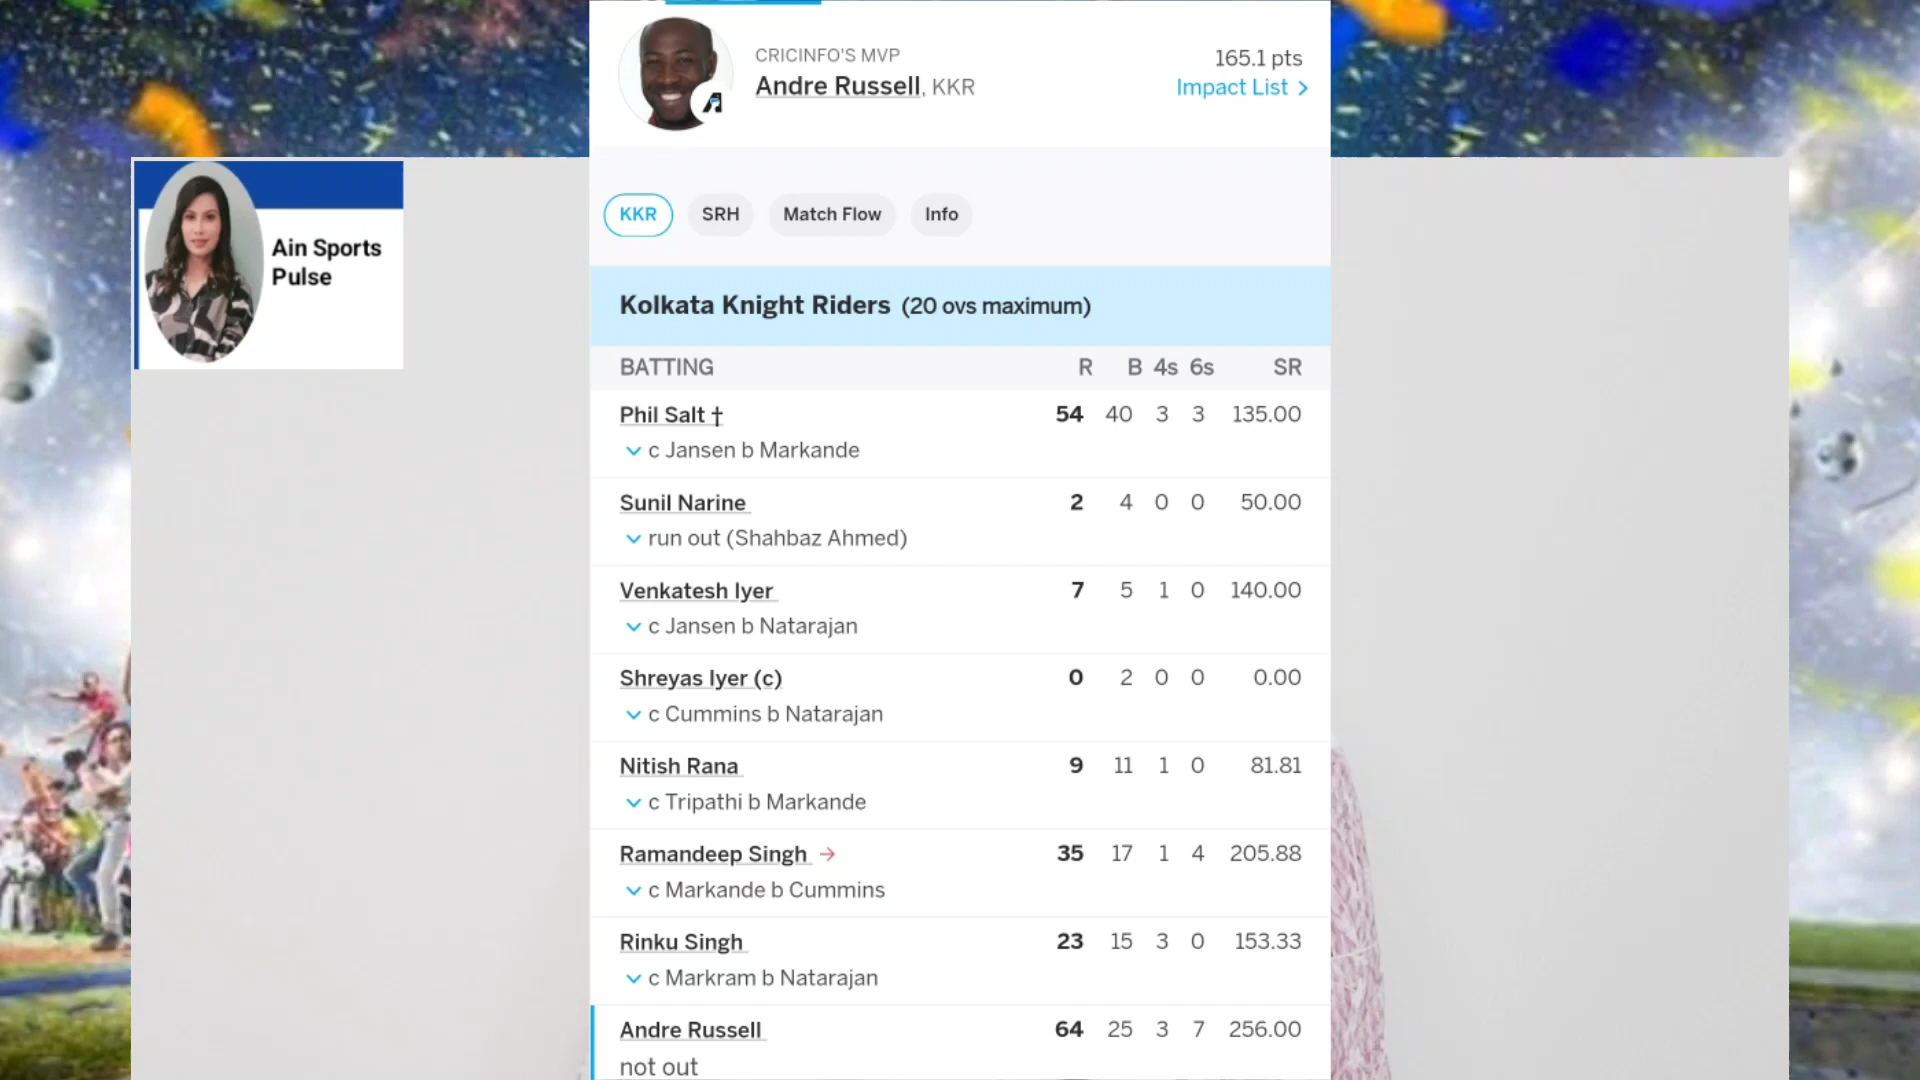 CRICINFO'S MVP
Andre Russell, KKR
165.1 pts
Impact List >
Ain Sports
Pulse
KKR SRH Match Flow Info
Kolkata Knight Riders (20 ovs maximum)
BATTING R B 4s 6s SR
Phil Salt † 54 40 3 3 135.00
c Jansen b Markande
Sunil Narine 2 4 0 0 50.00
run out (Shahbaz Ahmed)
Venkatesh Iyer 7 5 1 0 140.00
c Jansen b Natarajan
Shreyas Iyer (c) 0 2 0 0 0.00
c Cummins b Natarajan
Nitish Rana 9 11 1 0 81.81
c Tripathi b Markande
Ramandeep Singh → 35 17 1 4 205.88
c Markande b Cummins
Rinku Singh 23 15 3 0 153.33
c Markram b Natarajan
Andre Russell 64 25 3 7 256.00
not out